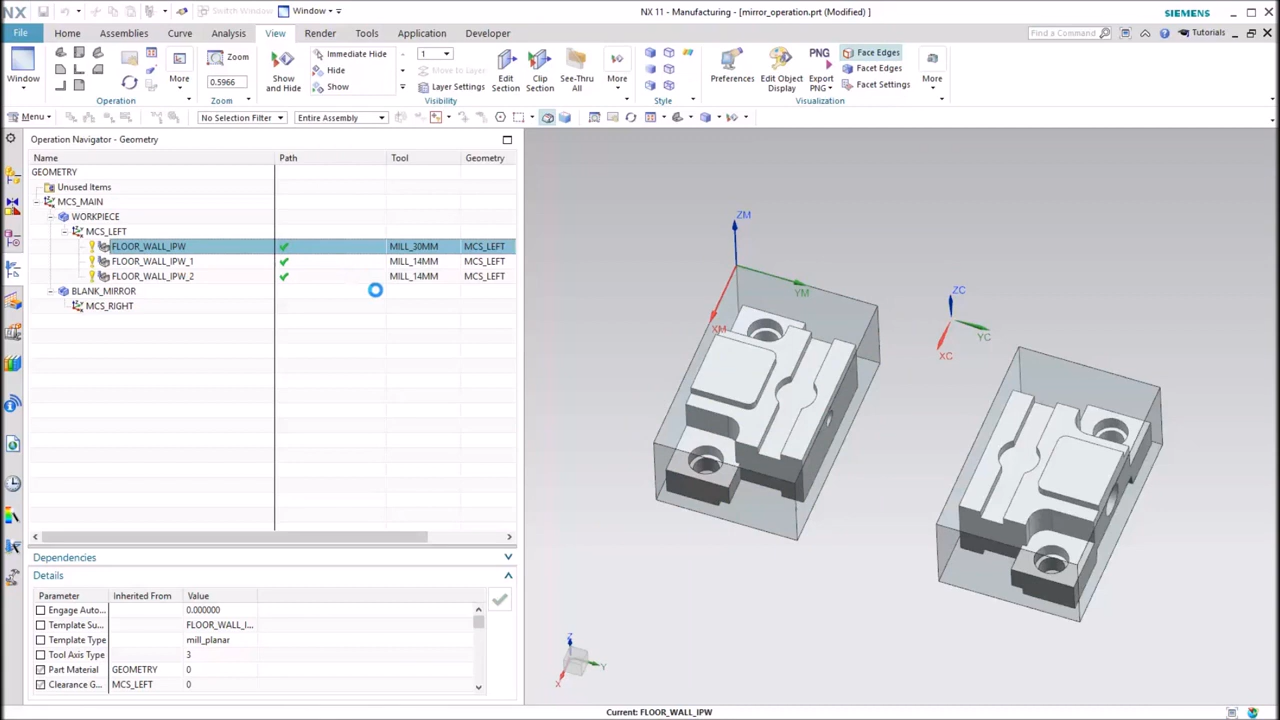 NX
Switch Window
Window
NX 11 - Manufacturing - [mirror_operation.prt (Modified) ]
SIEMENS
File
Home
Assemblies
Curve
Analysis
View
Render
Tools
Application
Developer
Find a Command
Tutorials
Window
More
Operation
Zoom
0.5966
Zoom
Show and Hide
Immediate Hide
Hide
Show
1
Move to Layer
Layer Settings
Visibility
Edit Section
Clip Section
See-Thru All
More
Style
Preferences
Edit Object Display
PNG
Export PNG
Face Edges
Facet Edges
Facet Settings
More
Visualization
Menu
No Selection Filter
Entire Assembly
Operation Navigator - Geometry
Name
Path
Tool
Geometry
GEOMETRY
Unused Items
MCS_MAIN
WORKPIECE
MCS_LEFT
FLOOR_WALL_IPW
MILL_30MM
MCS_LEFT
FLOOR_WALL_IPW_1
MILL_14MM
MCS_LEFT
FLOOR_WALL_IPW_2
MILL_14MM
MCS_LEFT
BLANK_MIRROR
MCS_RIGHT
Dependencies
Details
Parameter
Inherited From
Value
Engage Auto...
0.000000
Template Su...
FLOOR_WALL_I...
Template Type
mill_planar
Tool Axis Type
3
Part Material
GEOMETRY
0
Clearance G...
MCS_LEFT
0
ZM
YM
XM
ZC
YC
XC
Z
Y
X
Current: FLOOR_WALL_IPW